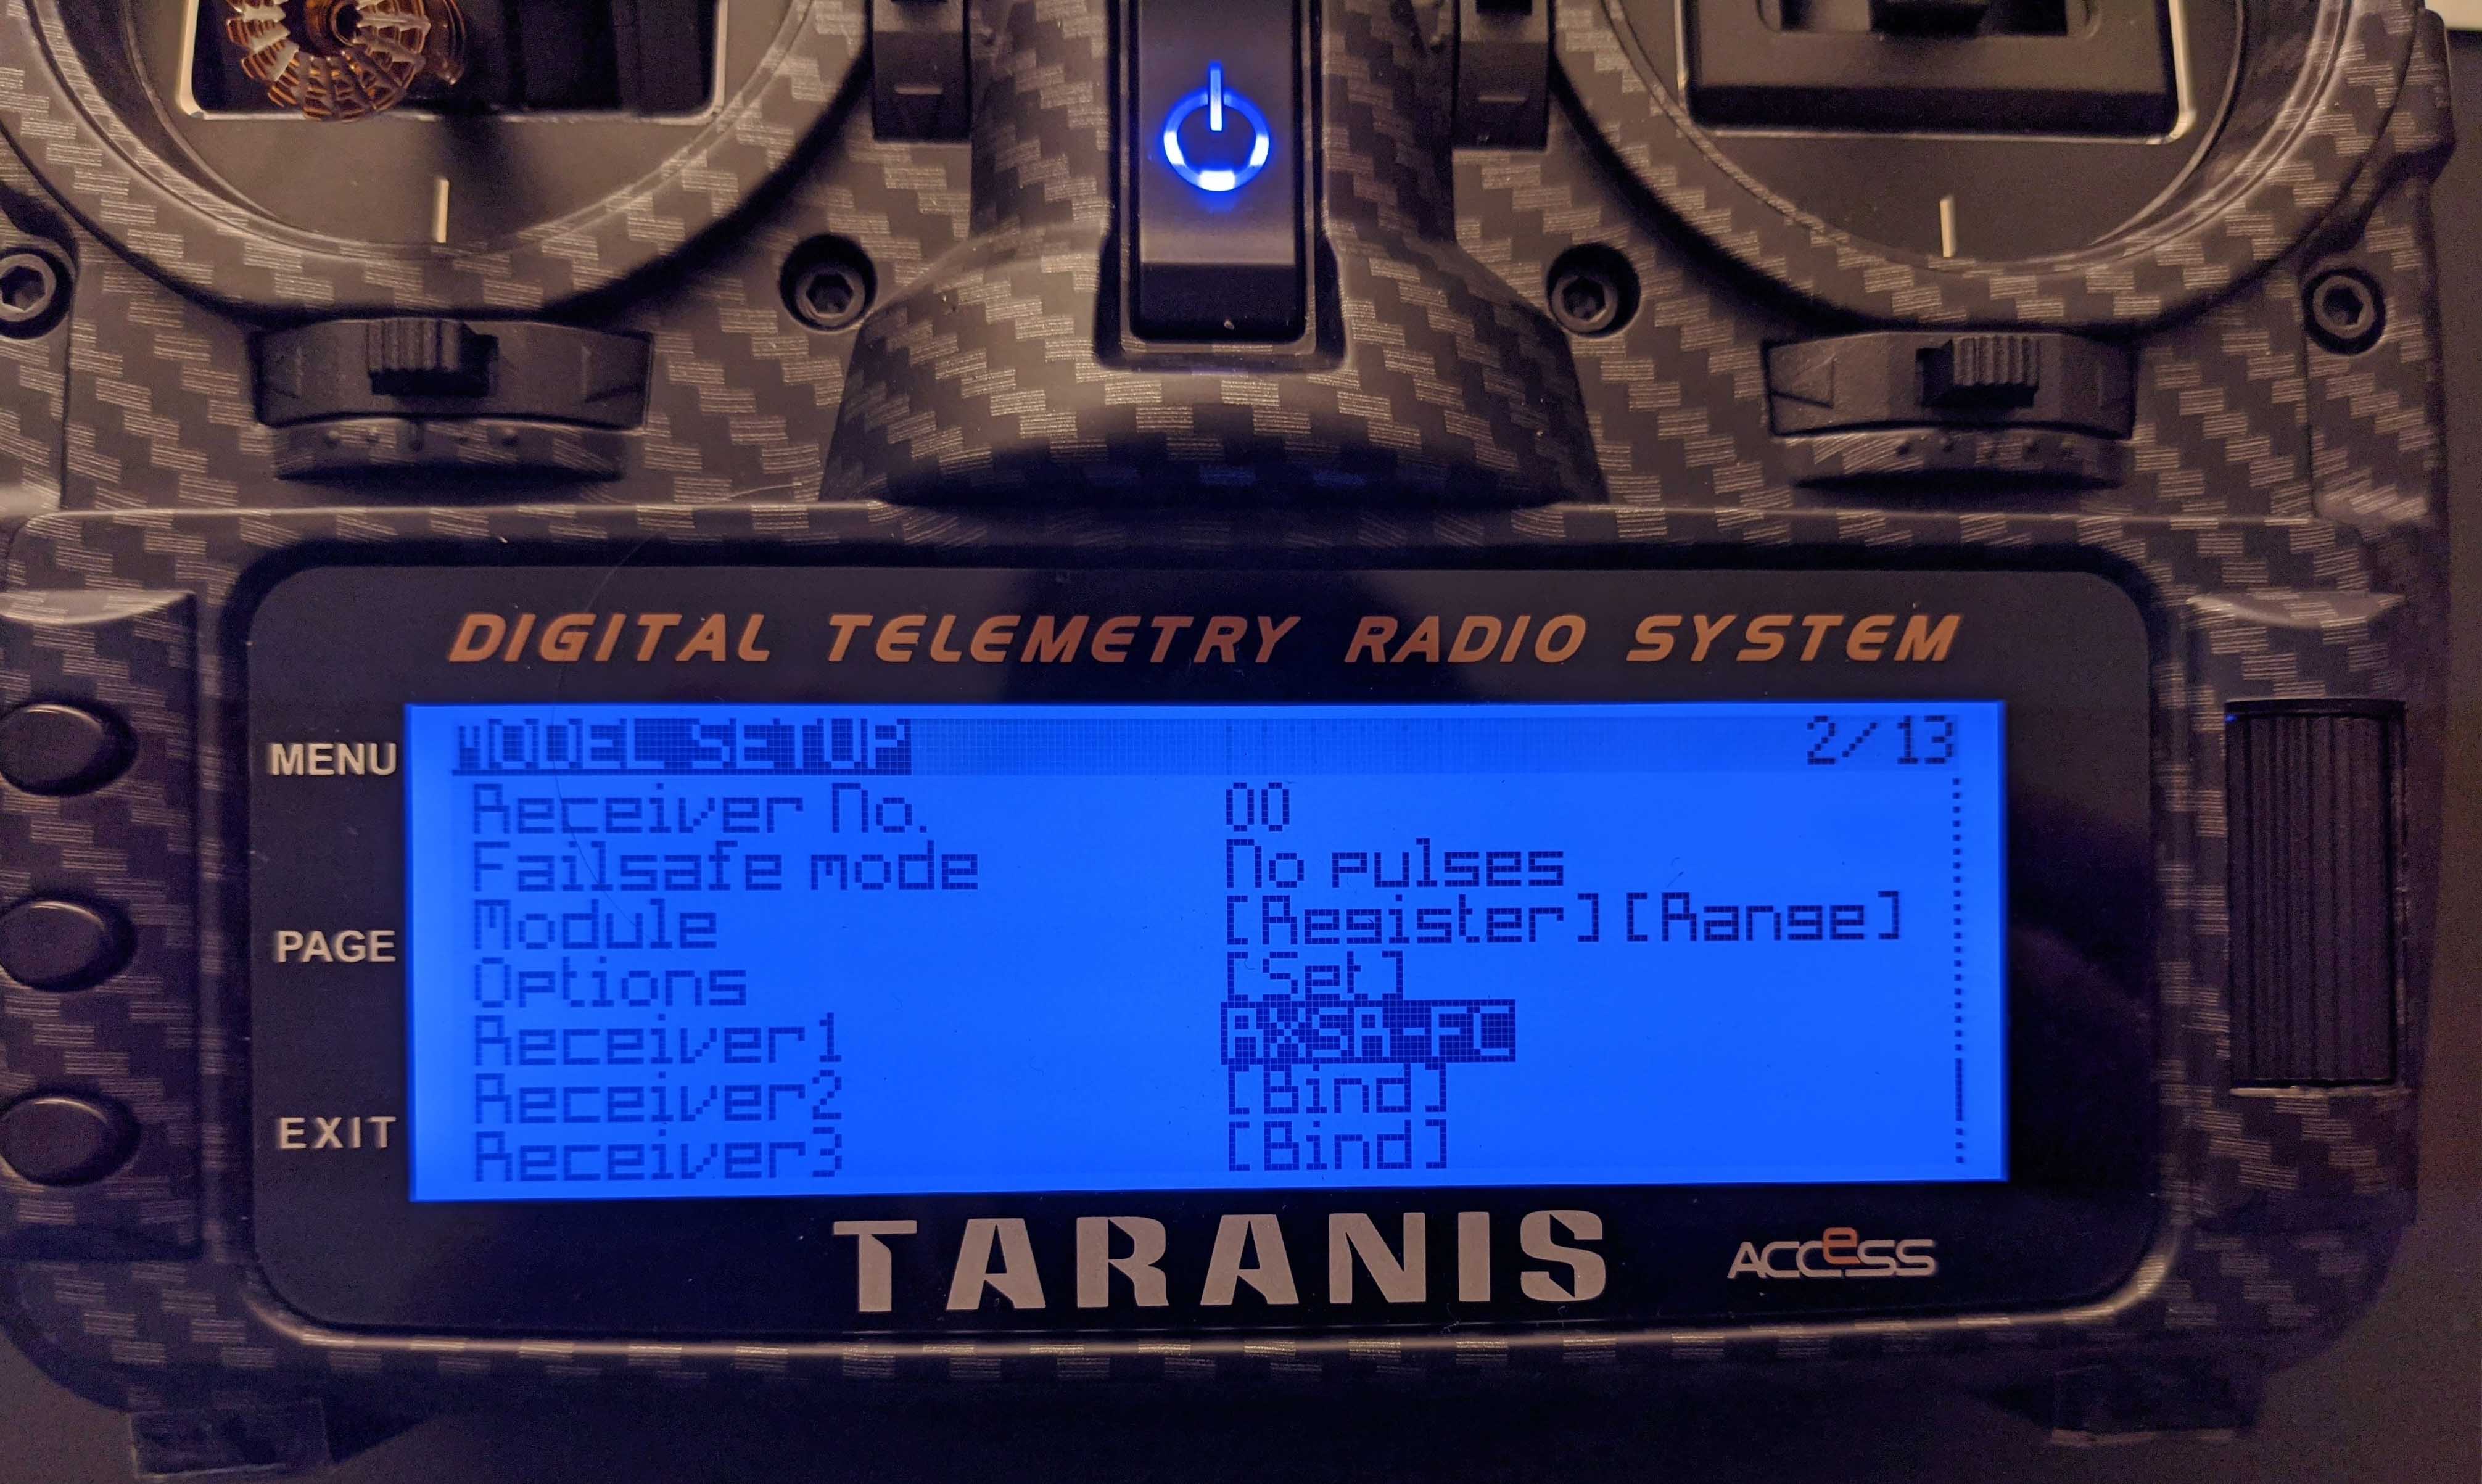 DIGITAL TELEMETRY RADIO SYSTEM
MODEL SETUP 2/13
MENU
Receiver No. 00
Failsafe mode No pulses
Module [Register] [Range]
PAGE
Options [Set]
Receiver1 RXSR-FC
Receiver2 [Bind]
EXIT
Receiver3 [Bind]
TARANIS
ACCeSS